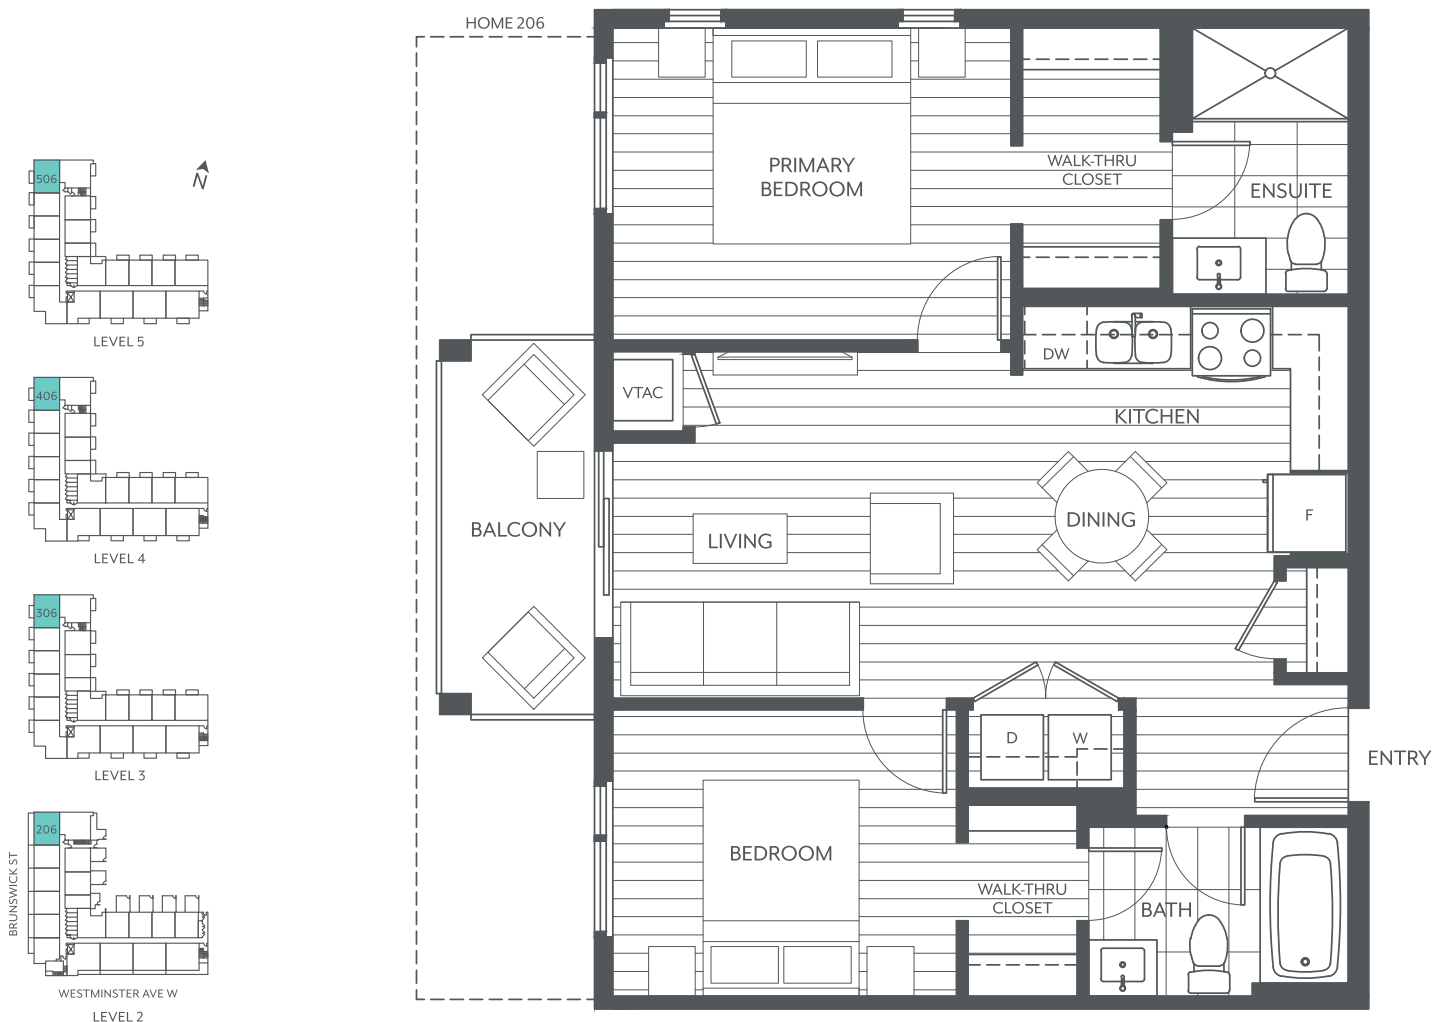 HOME 206
506
N
LEVEL 5
406
LEVEL 4
306
LEVEL 3
206
BRUNSWICK ST
WESTMINSTER AVE W
LEVEL 2
PRIMARY
BEDROOM
WALK-THRU
CLOSET
ENSUITE
DW
VTAC
KITCHEN
BALCONY
LIVING
DINING
F
D
W
ENTRY
BEDROOM
WALK-THRU
CLOSET
BATH